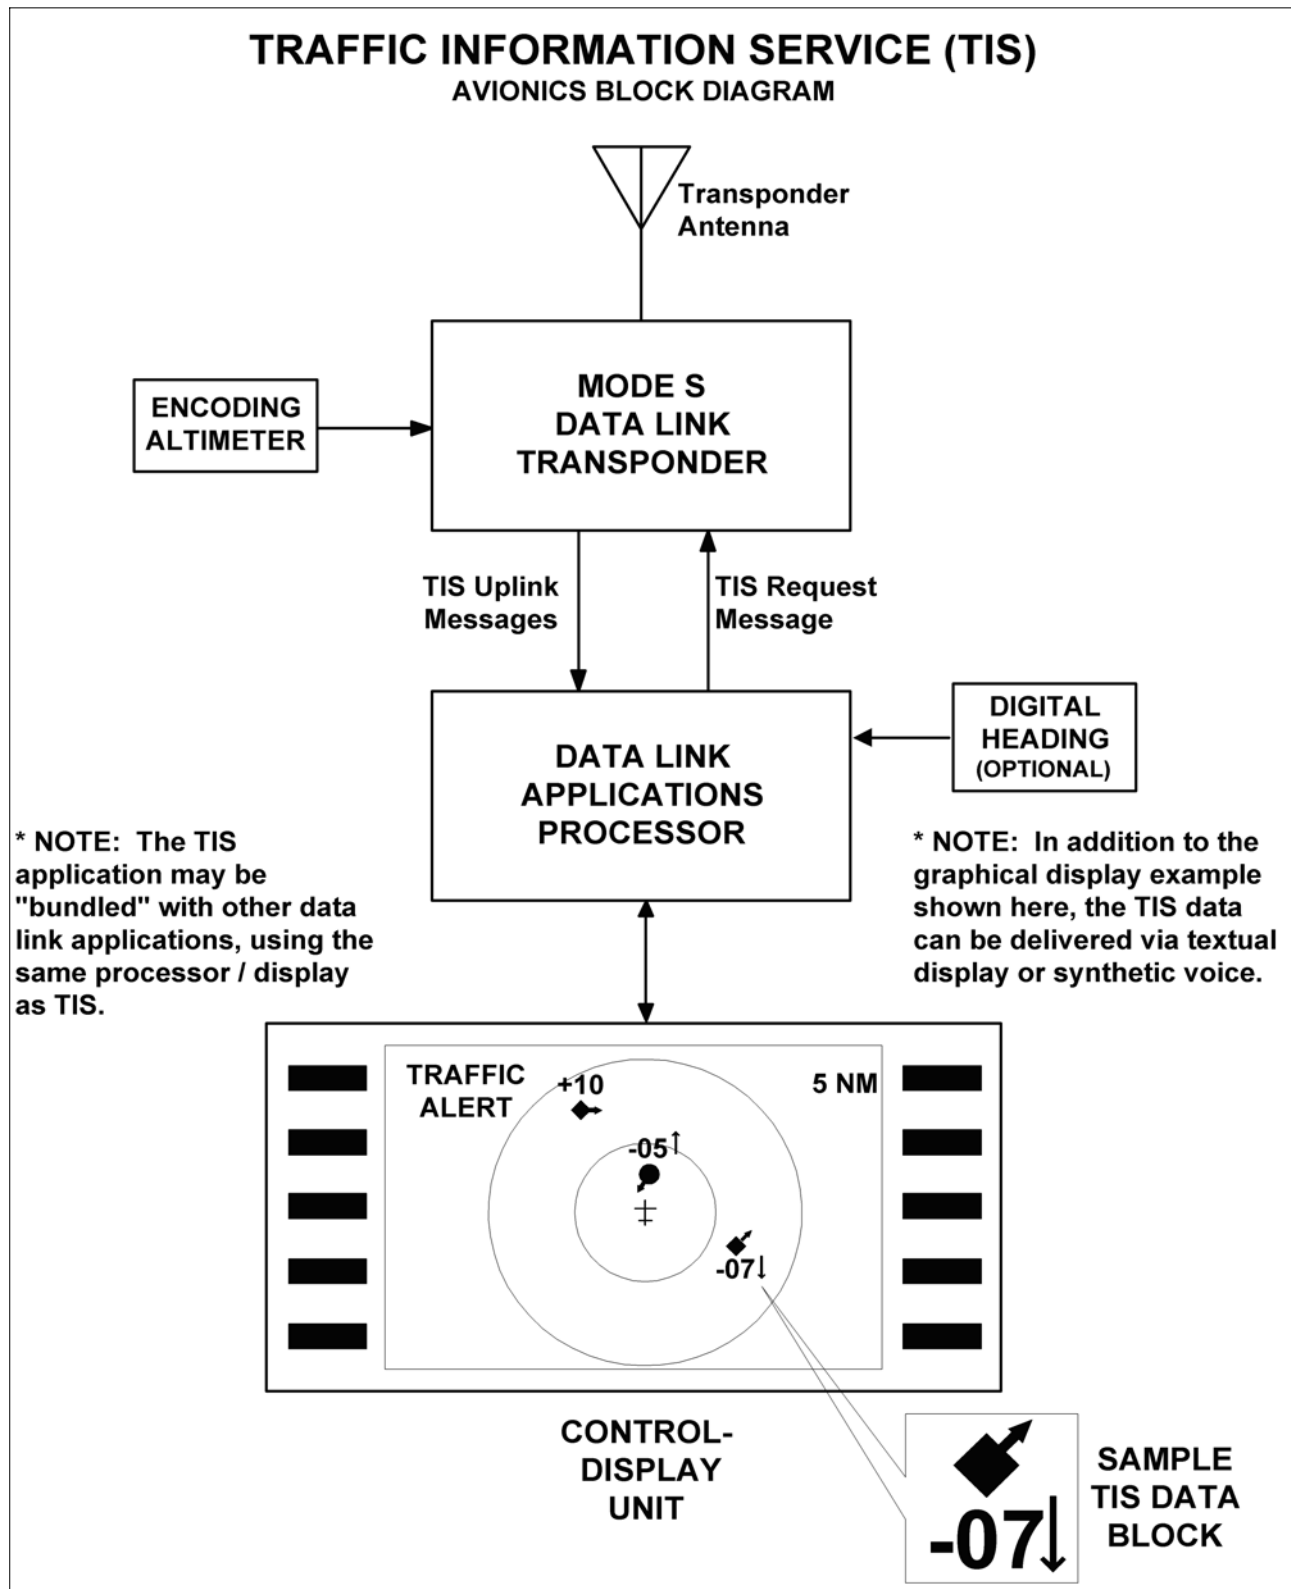 TRAFFIC INFORMATION SERVICE (TIS)
AVIONICS BLOCK DIAGRAM
Transponder
Antenna
MODE S
DATA LINK
TRANSPONDER
ENCODING
ALTIMETER
TIS Uplink
Messages
TIS Request
Message
DIGITAL
HEADING
(OPTIONAL)
DATA LINK
APPLICATIONS
PROCESSOR
* NOTE:  The TIS
application may be
"bundled" with other data
link applications, using the
same processor / display
as TIS.
* NOTE:  In addition to the
graphical display example
shown here, the TIS data
can be delivered via textual
display or synthetic voice.
TRAFFIC
ALERT
+10
5 NM
-05↑
-07↓
CONTROL-
DISPLAY
UNIT
-07↓
SAMPLE
TIS DATA
BLOCK